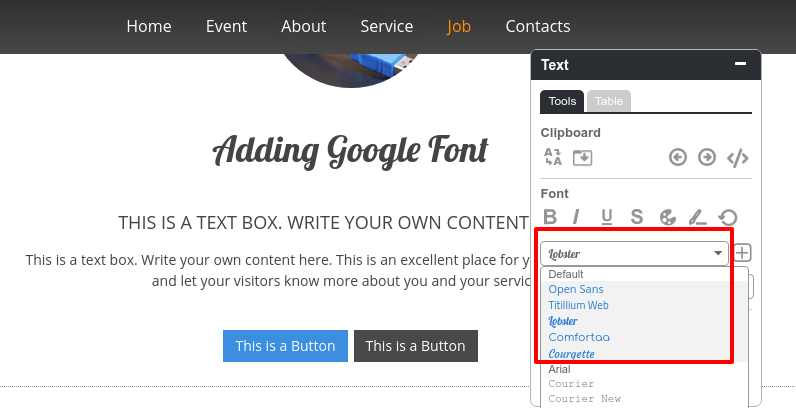 Home Event About Service Job Contacts
Text
Tools Table
Clipboard
Adding Google Font
Font
B I U S
THIS IS A TEXT BOX. WRITE YOUR OWN CONTENT
Lobster
This is a text box. Write your own content here. This is an excellent place for
and let your visitors know more about you and your
Default
Open Sans
Titillium Web
Lobster
Comfortaa
Courgette
Arial
Courier
Courier New
This is a Button This is a Button